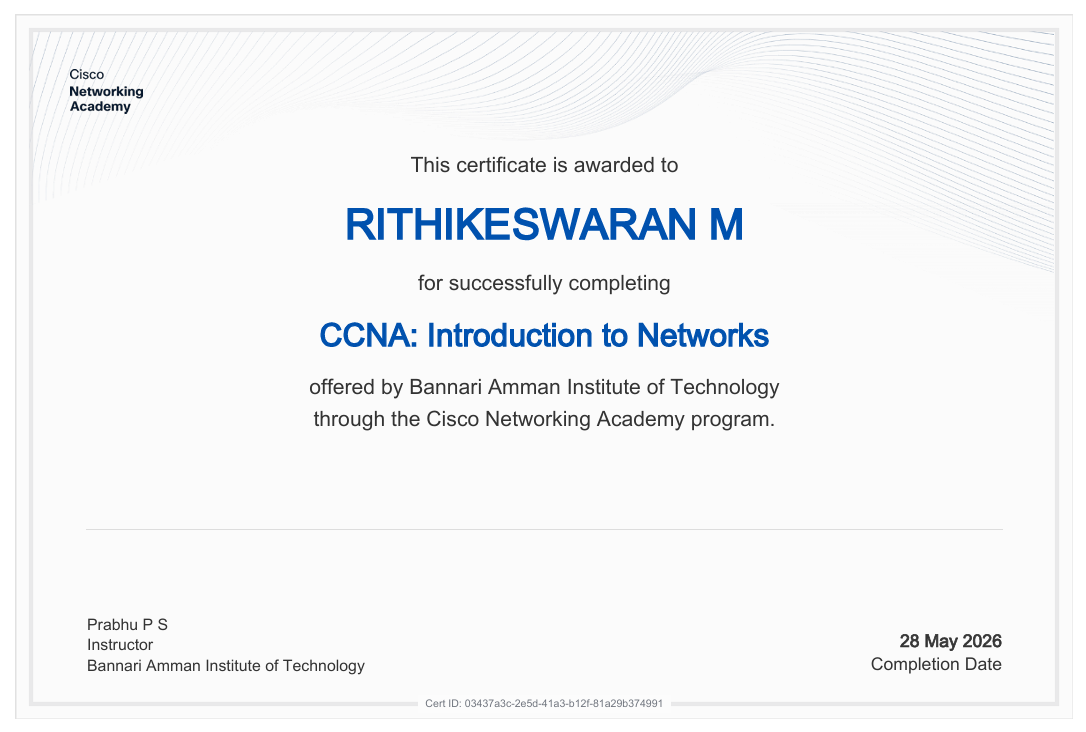 Cisco
Networking
Academy
This certificate is awarded to
RITHIKESWARAN M
for successfully completing
CCNA: Introduction to Networks
offered by Bannari Amman Institute of Technology
through the Cisco Networking Academy program.
Prabhu P S
Instructor
Bannari Amman Institute of Technology
28 May 2026
Completion Date
Cert ID: 03437a3c-2e5d-41a3-b12f-81a29b374991